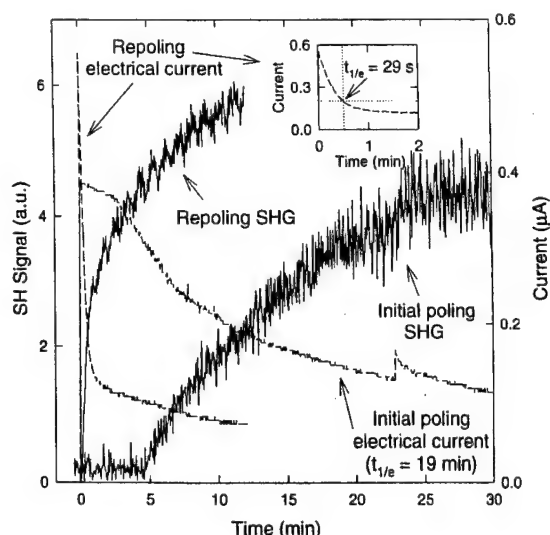 Repoling
electrical current
Current
0.6
0.3
0.0
t1/e = 29 s
0 1 2
Time (min)
SH Signal (a.u.)
6
4
2
0
Repoling SHG
Initial poling
SHG
Initial poling
electrical current
(t1/e = 19 min)
0.6
0.4
0.2
0.0
Current (μA)
0 5 10 15 20 25 30
Time (min)